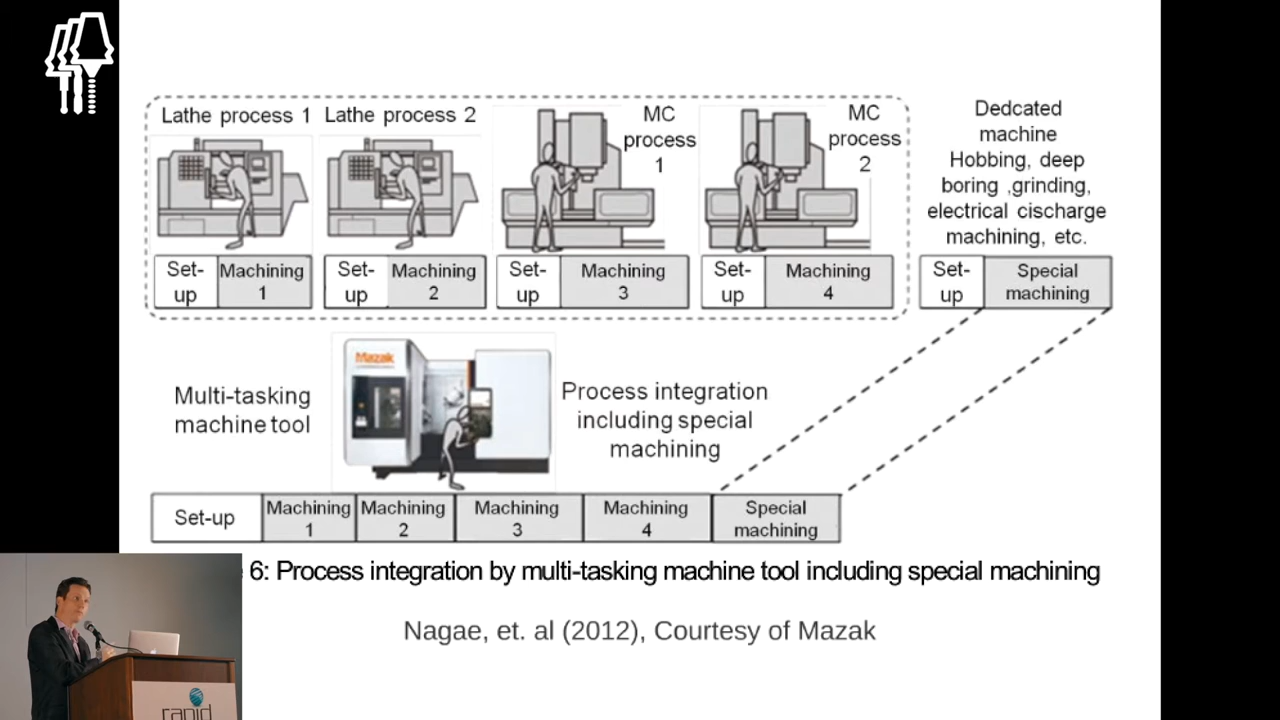 Lathe process 1
Lathe process 2
MC
process
1
MC
process
2
Dedcated
machine
Hobbing, deep
boring ,grinding,
electrical cischarge
machining, etc.
Set-
up
Machining
1
Set-
up
Machining
2
Set-
up
Machining
3
Set-
up
Machining
4
Set-
up
Special
machining
Multi-tasking
machine tool
Mazak
Process integration
including special
machining
Set-up
Machining
1
Machining
2
Machining
3
Machining
4
Special
machining
6: Process integration by multi-tasking machine tool including special machining
Nagae, et. al (2012), Courtesy of Mazak
rapid